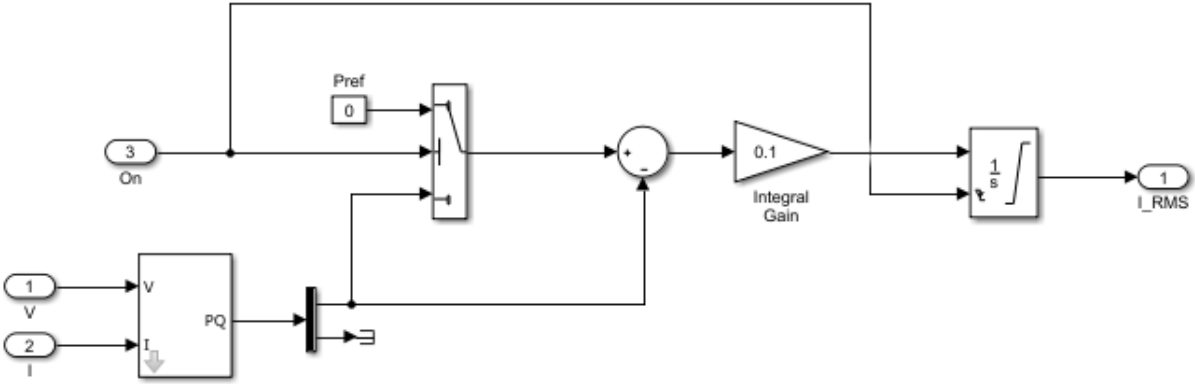 Pref
0
3
On
+
-
0.1
Integral
Gain
1
s
1
I_RMS
1
V
V
PQ
2
I
I